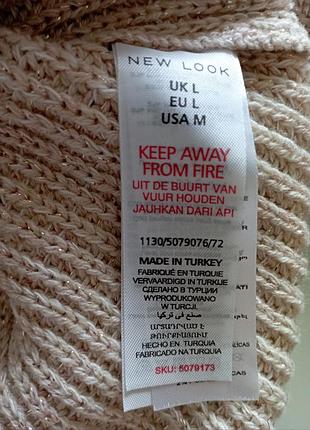 NEW LOOK
UK L
EU L
USA M
KEEP AWAY
FROM FIRE
UIT DE BUURT VAN
VUUR HOUDEN
JAUHKAN DARI API
1130/5079076/72
MADE IN TURKEY
FABRIQUÉ EN TURQUIE
VERVAARDIGD IN TURKIJE
СДЕЛАНО В ТУРЦИИ
WYPRODUKOWANO
W TURCJI.
صنع في تركيا
ԱՐՏԱԴՐՎԱԾ Է
ԹՈՒՐՔԻԱՅՈՒՄ
HECHO EN TURQUÍA
FABRICADO NA TURQUIA
SKU: 5079173